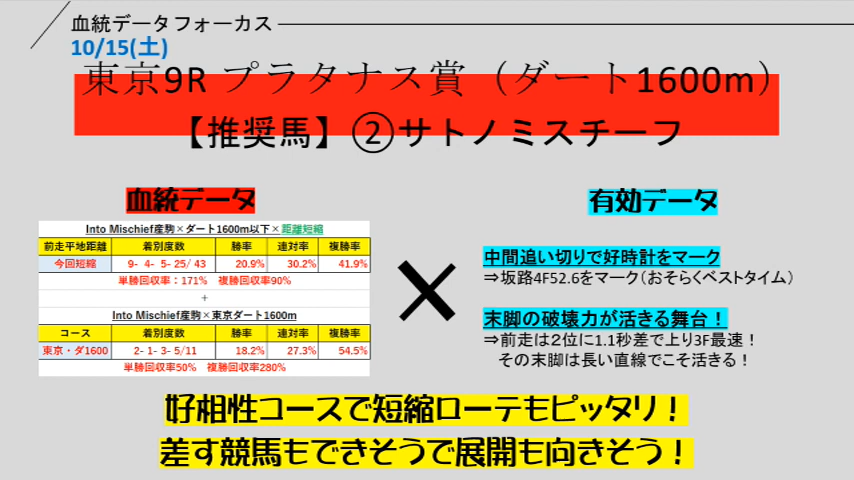 血統データフォーカス
10/15(土)
東京9R プラタナス賞（ダート1600m）
【推奨馬】②サトノミスチーフ
血統データ
Into Mischief産駒×ダート1600m以下×距離短縮
前走平地距離 着別度数 勝率 連対率 複勝率
今回短縮 9- 4- 5- 25/ 43 20.9% 30.2% 41.9%
単勝回収率：171% 複勝回収率90%
+
Into Mischief産駒×東京ダート1600m
コース 着別度数 勝率 連対率 複勝率
東京・ダ1600 2- 1- 3- 5/11 18.2% 27.3% 54.5%
単勝回収率50% 複勝回収率280%
×
有効データ
中間追い切りで好時計をマーク
⇒坂路4F52.6をマーク（おそらくベストタイム）
末脚の破壊力が活きる舞台！
⇒前走は２位に1.1秒差で上り3F最速！
その末脚は長い直線でこそ活きる！
好相性コースで短縮ローテもピッタリ！
差す競馬もできそうで展開も向きそう！